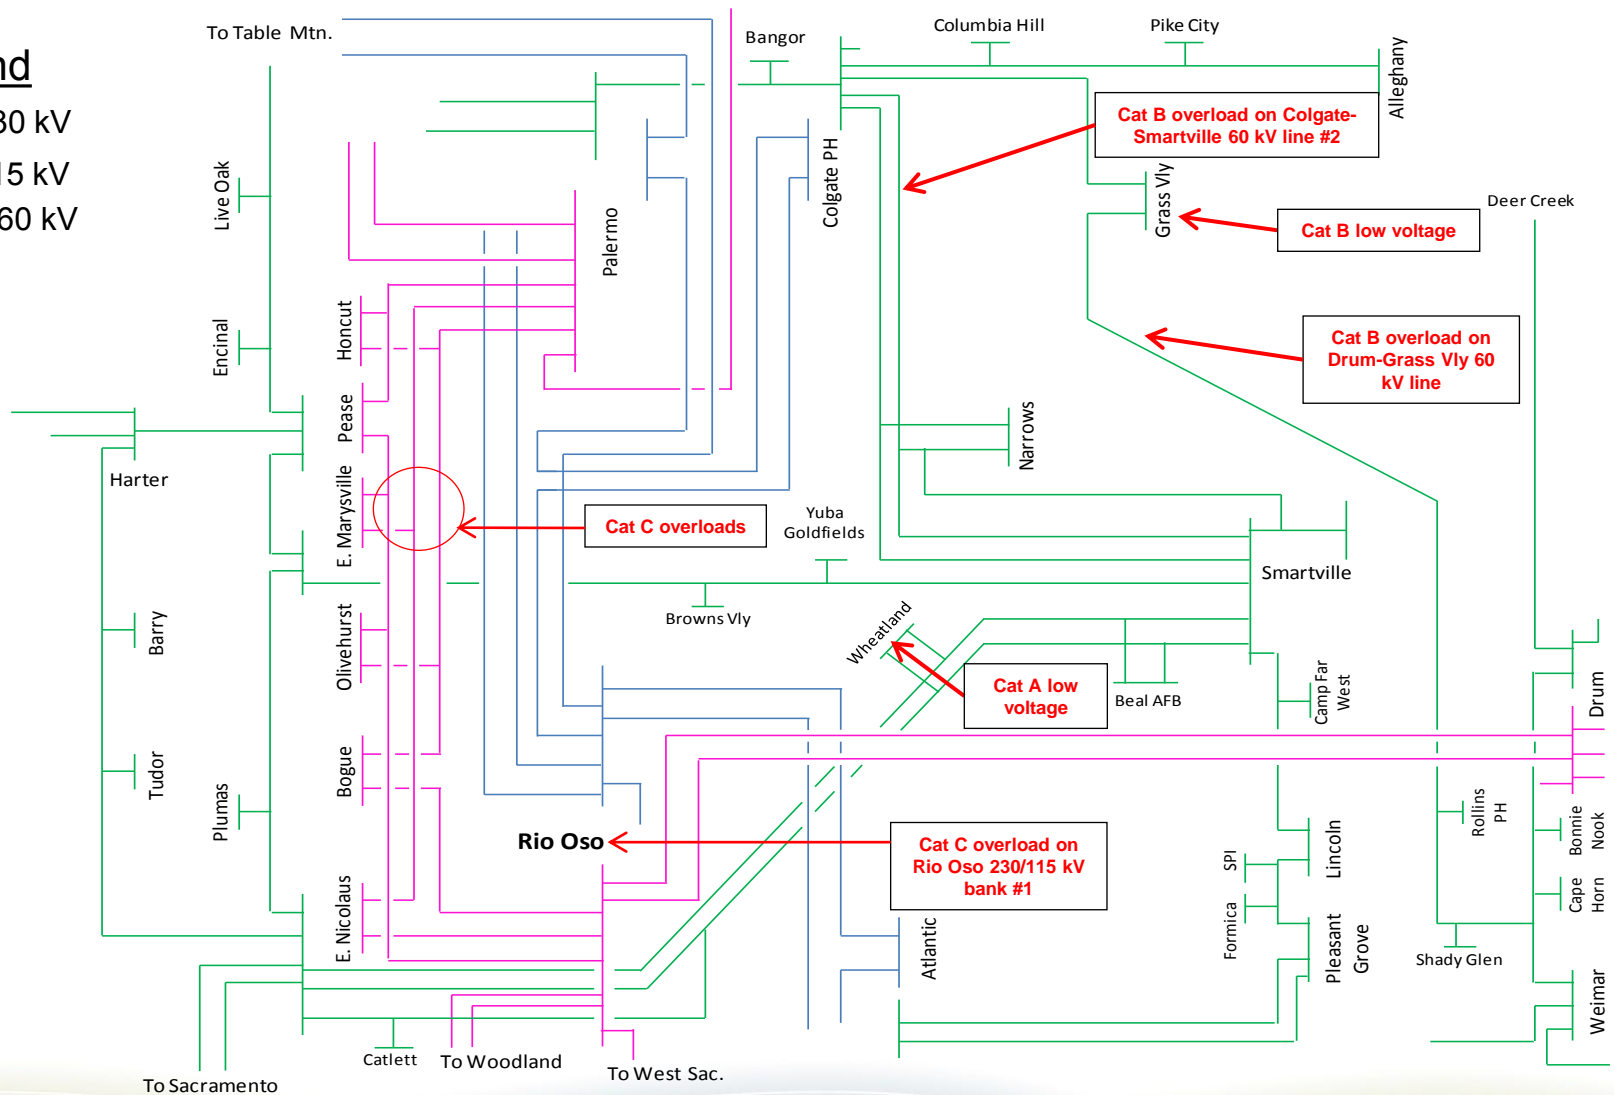 To Table Mtn.
Bangor
Columbia Hill
Pike City
Alleghany
nd
30 kV
15 kV
60 kV
Cat B overload on Colgate-
Smartville 60 kV line #2
Colgate PH
Grass Vly
Cat B low voltage
Deer Creek
Live Oak
Palermo
Encinal
Honcut
Cat B overload on
Drum-Grass Vly 60
kV line
Pease
Narrows
Harter
E. Marysville
Cat C overloads
Yuba
Goldfields
Smartville
Browns Vly
Wheatland
Barry
Olivehurst
Cat A low
voltage
Beal AFB
Camp Far
West
Drum
Tudor
Bogue
Plumas
Rollins
PH
Bonnie
Nook
Rio Oso
Cat C overload on
Rio Oso 230/115 kV
bank #1
SPI
Lincoln
Cape
Horn
E. Nicolaus
Atlantic
Formica
Pleasant
Grove
Shady Glen
Weimar
Catlett
To Woodland
To West Sac.
To Sacramento